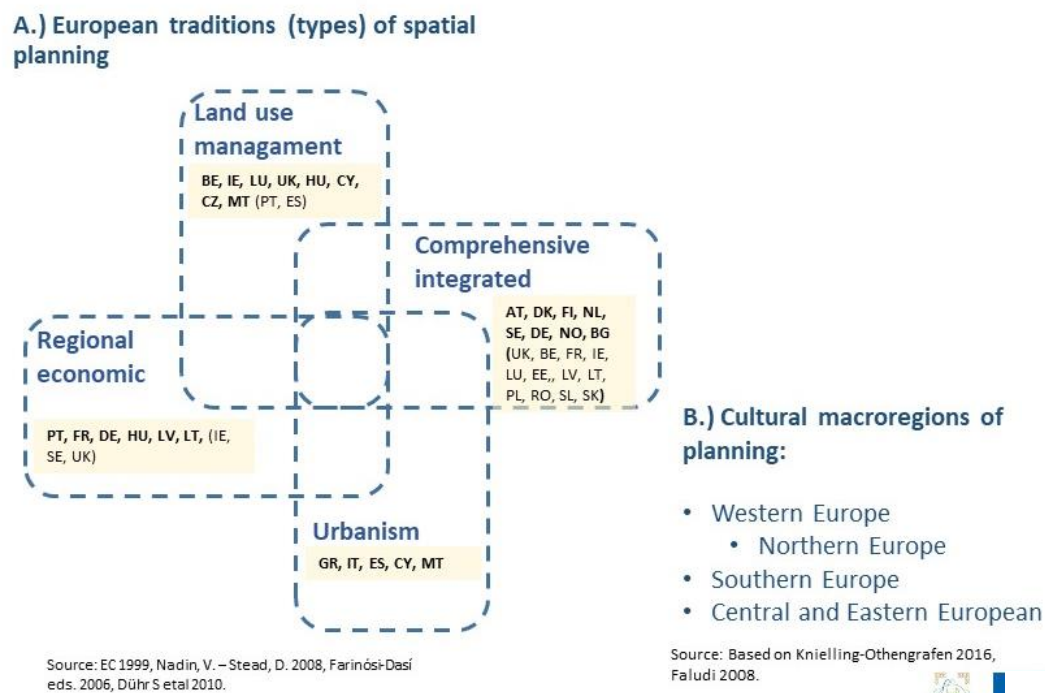 A.) European traditions (types) of spatial
planning
Land use
managament
BE, IE, LU, UK, HU, CY,
CZ, MT (PT, ES)
Comprehensive
integrated
AT, DK, FI, NL,
SE, DE, NO, BG
(UK, BE, FR, IE,
LU, EE,, LV, LT,
PL, RO, SL, SK)
Regional
economic
PT, FR, DE, HU, LV, LT, (IE,
SE, UK)
Urbanism
GR, IT, ES, CY, MT
Source: EC 1999, Nadin, V. – Stead, D. 2008, Farinósi-Dasí
eds. 2006, Dühr S et al 2010.
B.) Cultural macroregions of
planning:
• Western Europe
• Northern Europe
• Southern Europe
• Central and Eastern European
Source: Based on Knielling-Othengrafen 2016,
Faludi 2008.